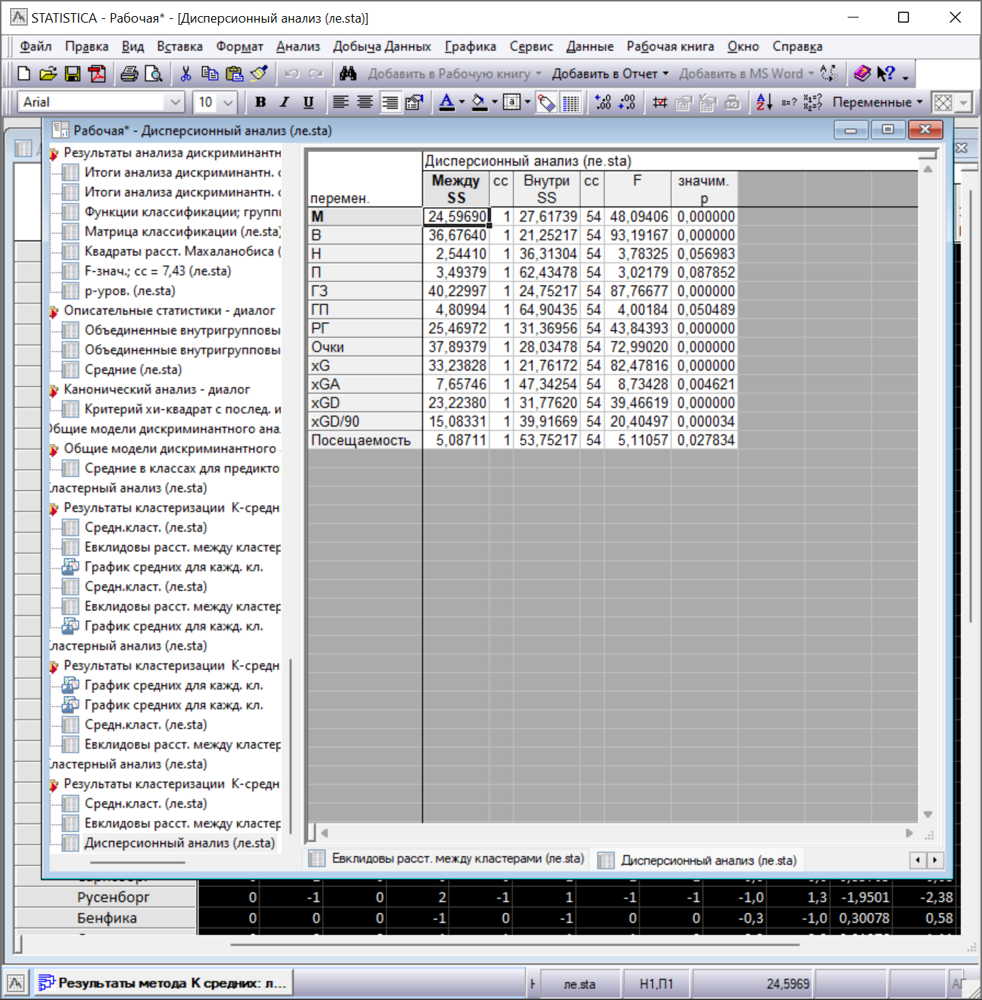 STATISTICA - Рабочая* - [Дисперсионный анализ (ле.sta)]
Файл Правка Вид Вставка Формат Анализ Добыча Данных Графика Сервис Данные Рабочая книга Окно Справка
Добавить в Рабочую книгу Добавить в Отчет Добавить в MS Word
Arial 10 B I U Переменные
Рабочая* - Дисперсионный анализ (ле.sta)
Результаты анализа дискриминантн
Итоги анализа дискриминантн. с
Итоги анализа дискриминантн. с
Функции классификации; группи
Матрица классификации (ле.sta)
Квадраты расст. Махаланобиса (
F-знач.; сс = 7,43 (ле.sta)
р-уров. (ле.sta)
Описательные статистики - диалог
Объединенные внутригрупповы
Объединенные внутригрупповы
Средние (ле.sta)
Канонический анализ - диалог
Критерий хи-квадрат с послед. и
Общие модели дискриминантного ана
Общие модели дискриминантного
Средние в классах для предикто
Кластерный анализ (ле.sta)
Результаты кластеризации К-средн
Средн.класт. (ле.sta)
Евклидовы расст. между кластер
График средних для кажд. кл.
Средн.класт. (ле.sta)
Евклидовы расст. между кластер
График средних для кажд. кл.
Кластерный анализ (ле.sta)
Результаты кластеризации К-средн
График средних для кажд. кл.
График средних для кажд. кл.
Средн.класт. (ле.sta)
Евклидовы расст. между кластер
Кластерный анализ (ле.sta)
Результаты кластеризации К-средн
Средн.класт. (ле.sta)
Евклидовы расст. между кластер
Дисперсионный анализ (ле.sta)
Дисперсионный анализ (ле.sta)
Между сс Внутри сс F значим.
перемен. SS SS p
М 24,59690 1 27,61739 54 48,09406 0,000000
В 36,67640 1 21,25217 54 93,19167 0,000000
Н 2,54410 1 36,31304 54 3,78325 0,056983
П 3,49379 1 62,43478 54 3,02179 0,087852
ГЗ 40,22997 1 24,75217 54 87,76677 0,000000
ГП 4,80994 1 64,90435 54 4,00184 0,050489
РГ 25,46972 1 31,36956 54 43,84393 0,000000
Очки 37,89379 1 28,03478 54 72,99020 0,000000
xG 33,23828 1 21,76172 54 82,47816 0,000000
xGA 7,65746 1 47,34254 54 8,73428 0,004621
xGD 23,22380 1 31,77620 54 39,46619 0,000000
xGD/90 15,08331 1 39,91669 54 20,40497 0,000034
Посещаемость 5,08711 1 53,75217 54 5,11057 0,027834
Евклидовы расст. между кластерами (ле.sta) Дисперсионный анализ (ле.sta)
Русенборг 0 -1 0 2 -1 1 -1 -1 -1,0 1,3 -1,9501 -2,38
Бенфика 0 0 0 -1 0 -1 0 0 -0,3 -1,0 0,30078 0,58
Результаты метода К средних: л... ле.sta Н1,П1 24,5969